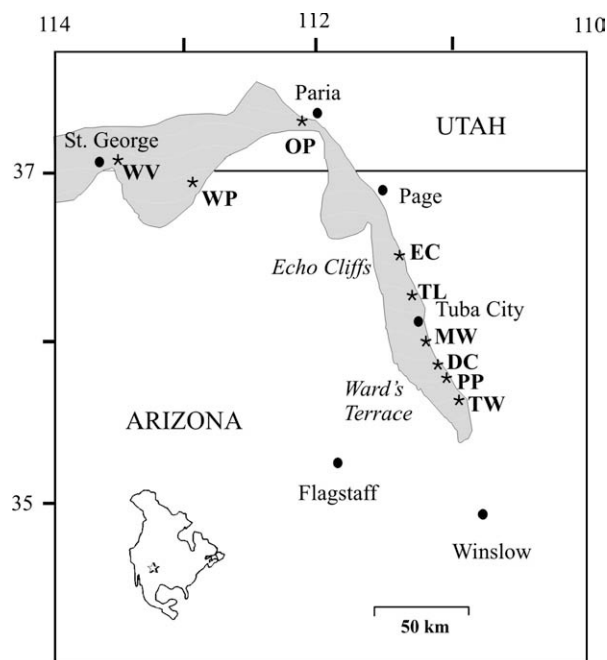 114
112
110
Paria
UTAH
St. George
OP
WV
37
WP
Page
EC
Echo Cliffs
TL
Tuba City
MW
DC
Ward's
PP
Terrace
TW
ARIZONA
Flagstaff
35
Winslow
50 km